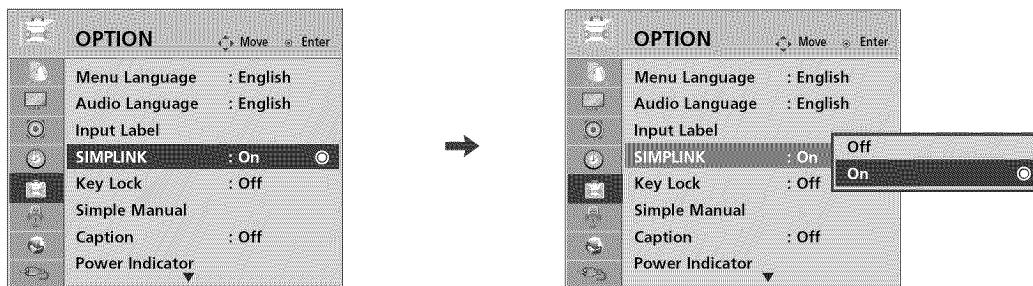 OPTION Move Enter
Menu Language : English
Audio Language : English
Input Label
SIMPLINK : On
Key Lock : Off
Simple Manual
Caption : Off
Power Indicator
OPTION Move Enter
Menu Language : English
Audio Language : English
Input Label
SIMPLINK : On
Key Lock : Off
Simple Manual
Caption : Off
Power Indicator
Off
On